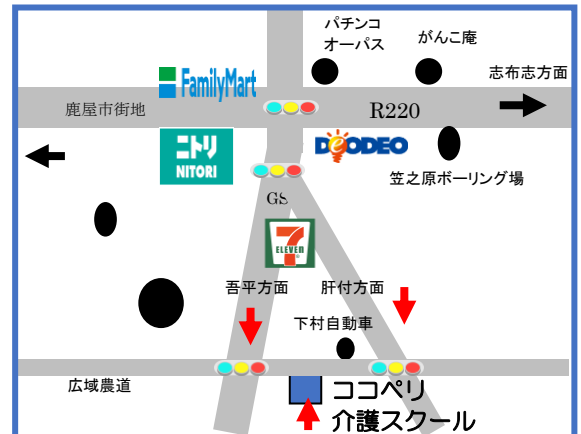 パチンコ
オーパス
がんこ庵
志布志方面
FamilyMart
鹿屋市街地
R220
ニトリ
NITORI
DEODEO
笠之原ボーリング場
GS
7
ELEVEN
吾平方面
肝付方面
下村自動車
広域農道
ココペリ
介護スクール